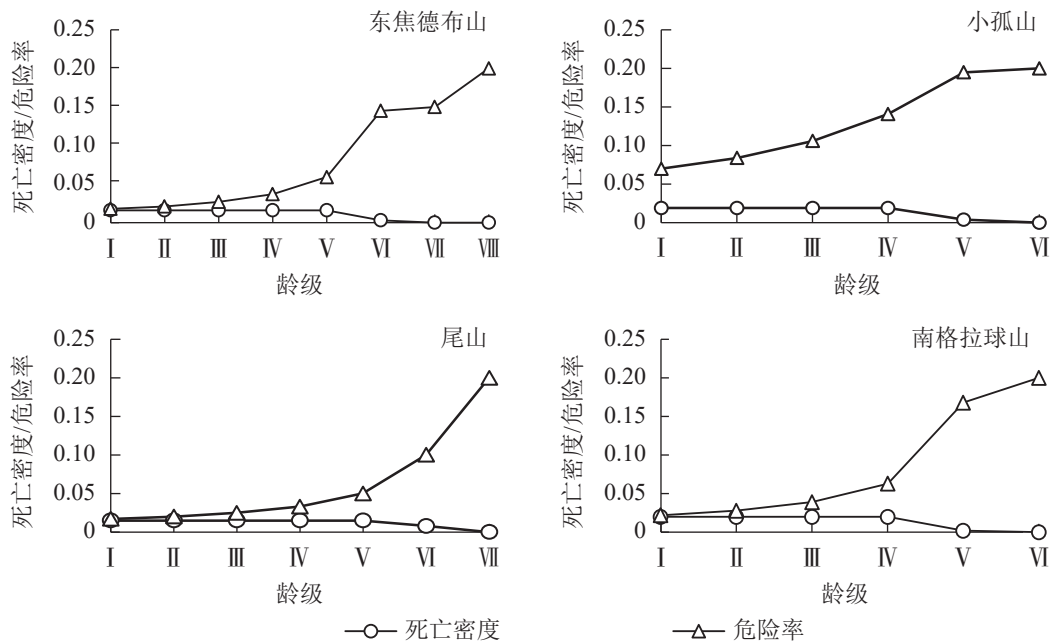 东焦德布山
死亡密度/危险率
0.25
0.20
0.15
0.10
0.05
0
Ⅰ Ⅱ Ⅲ Ⅳ Ⅴ Ⅵ Ⅶ Ⅷ
龄级
小孤山
死亡密度/危险率
0.25
0.20
0.15
0.10
0.05
0
Ⅰ Ⅱ Ⅲ Ⅳ Ⅴ Ⅵ
龄级
尾山
死亡密度/危险率
0.25
0.20
0.15
0.10
0.05
0
Ⅰ Ⅱ Ⅲ Ⅳ Ⅴ Ⅵ Ⅶ
龄级
南格拉球山
死亡密度/危险率
0.25
0.20
0.15
0.10
0.05
0
Ⅰ Ⅱ Ⅲ Ⅳ Ⅴ Ⅵ
龄级
死亡密度 危险率